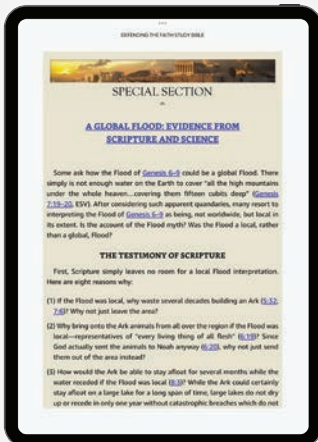 DEFENDING THE FAITH STUDY BIBLE
SPECIAL SECTION
A GLOBAL FLOOD: EVIDENCE FROM
SCRIPTURE AND SCIENCE
Some ask how the Flood of Genesis 6–9 could be a global Flood. There
simply is not enough water on the Earth to cover "all the high mountains
under the whole heaven...covering them fifteen cubits deep" (Genesis
7:19–20, ESV). After considering such apparent quandaries, many resort to
interpreting the Flood of Genesis 6–9 as being, not worldwide, but local in
its extent. Is the account of the Flood myth? Was the Flood a local, rather
than a global, Flood?
THE TESTIMONY OF SCRIPTURE
First, Scripture simply leaves no room for a local Flood interpretation.
Here are eight reasons why:
(1) If the Flood was local, why waste several decades building an Ark (5:32;
7:6)? Why not just leave the area?
(2) Why bring onto the Ark animals from all over the region if the Flood was
local—representatives of "every living thing of all flesh" (6:19)? Since
God actually sent the animals to Noah anyway (6:20), why not just send
them out of the area instead?
(3) How would the Ark be able to stay afloat for several months while the
water receded if the Flood was local (8:3)? While the Ark could certainly
stay afloat on a large lake for a long span of time, large lakes do not dry
up or recede in only one year without catastrophic breaches which do not